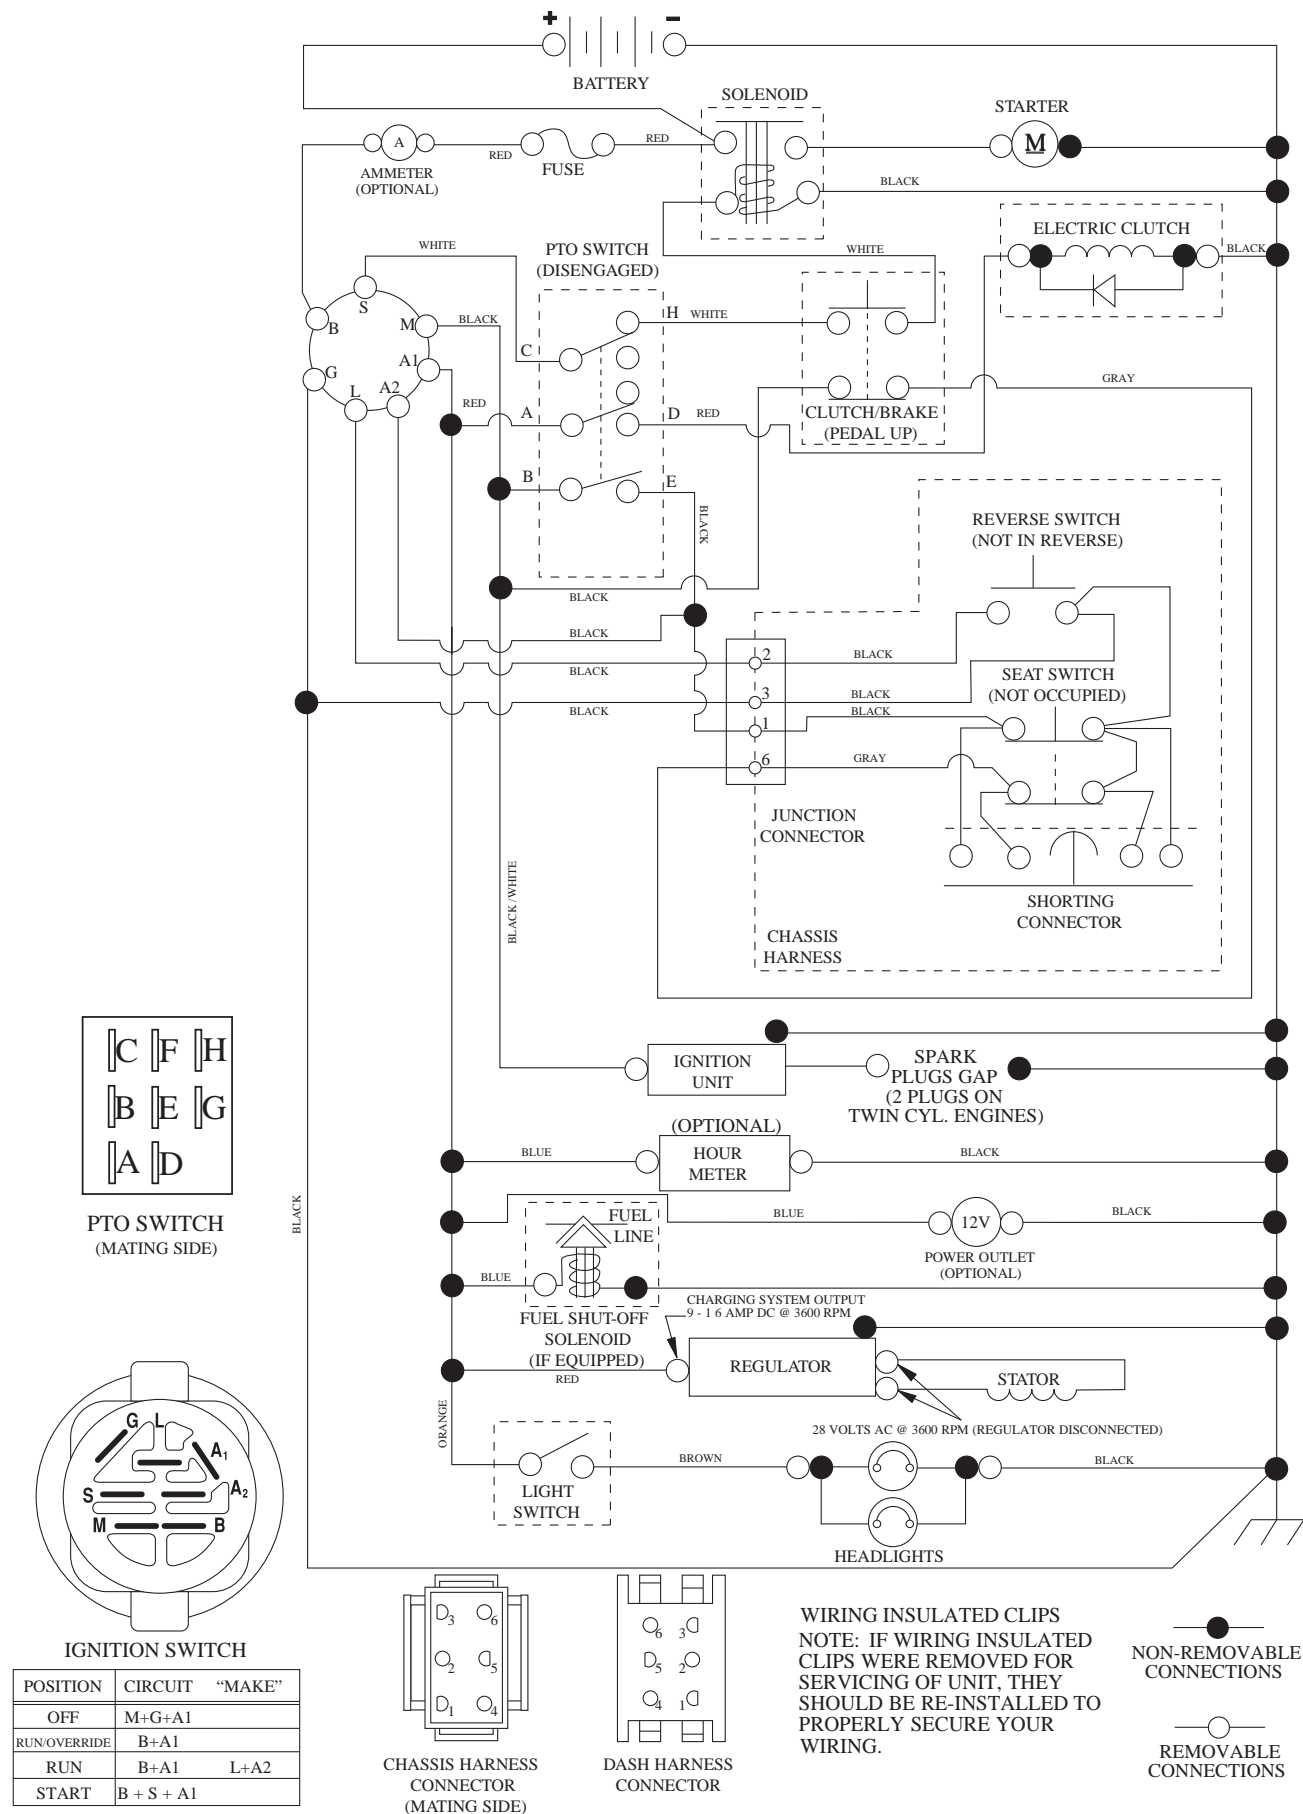 + -
BATTERY
SOLENOID
STARTER
A
M
RED
FUSE
RED
AMMETER
(OPTIONAL)
BLACK
ELECTRIC CLUTCH
BLACK
WHITE
PTO SWITCH
(DISENGAGED)
WHITE
S
B
M
BLACK
H
WHITE
C
A1
G
L
A2
RED
A
D
RED
CLUTCH/BRAKE
(PEDAL UP)
GRAY
B
E
BLACK
REVERSE SWITCH
(NOT IN REVERSE)
BLACK
BLACK
2
BLACK
BLACK
SEAT SWITCH
(NOT OCCUPIED)
3
BLACK
BLACK
BLACK
1
6
GRAY
JUNCTION
CONNECTOR
SHORTING
CONNECTOR
BLACK / WHITE
CHASSIS
HARNESS
C F H
B E G
A D
PTO SWITCH
(MATING SIDE)
IGNITION
UNIT
SPARK
PLUGS GAP
(2 PLUGS ON
TWIN CYL. ENGINES)
(OPTIONAL)
HOUR
METER
BLUE
BLACK
BLACK
FUEL
LINE
BLUE
12V
BLACK
POWER OUTLET
(OPTIONAL)
BLUE
FUEL SHUT-OFF
SOLENOID
(IF EQUIPPED)
CHARGING SYSTEM OUTPUT
9 - 1 6 AMP DC @ 3600 RPM
REGULATOR
RED
STATOR
28 VOLTS AC @ 3600 RPM (REGULATOR DISCONNECTED)
ORANGE
LIGHT
SWITCH
BROWN
BLACK
HEADLIGHTS
G L
A1
A2
S
M B
IGNITION SWITCH
POSITION CIRCUIT “MAKE”
OFF M+G+A1
RUN/OVERRIDE B+A1
RUN B+A1 L+A2
START B + S + A1
3 6
2 5
1 4
CHASSIS HARNESS
CONNECTOR
(MATING SIDE)
6 3
5 2
4 1
DASH HARNESS
CONNECTOR
WIRING INSULATED CLIPS
NOTE: IF WIRING INSULATED
CLIPS WERE REMOVED FOR
SERVICING OF UNIT, THEY
SHOULD BE RE-INSTALLED TO
PROPERLY SECURE YOUR
WIRING.
NON-REMOVABLE
CONNECTIONS
REMOVABLE
CONNECTIONS